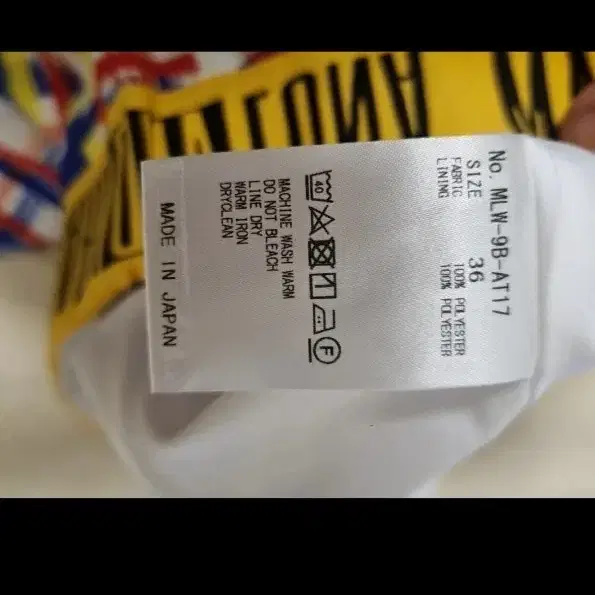 No. MLW-9B-AT17
SIZE 36
FABRIC 100% POLYESTER
LINING 100% POLYESTER
40
F
MACHINE WASH WARM
DO NOT BLEACH
LINE DRY
WARM IRON
DRYCLEAN
MADE IN JAPAN